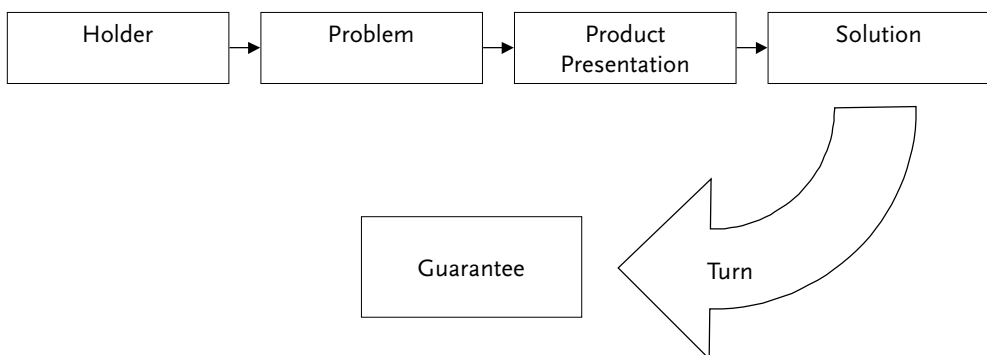 Holder
Problem
Product
Presentation
Solution
Guarantee
Turn